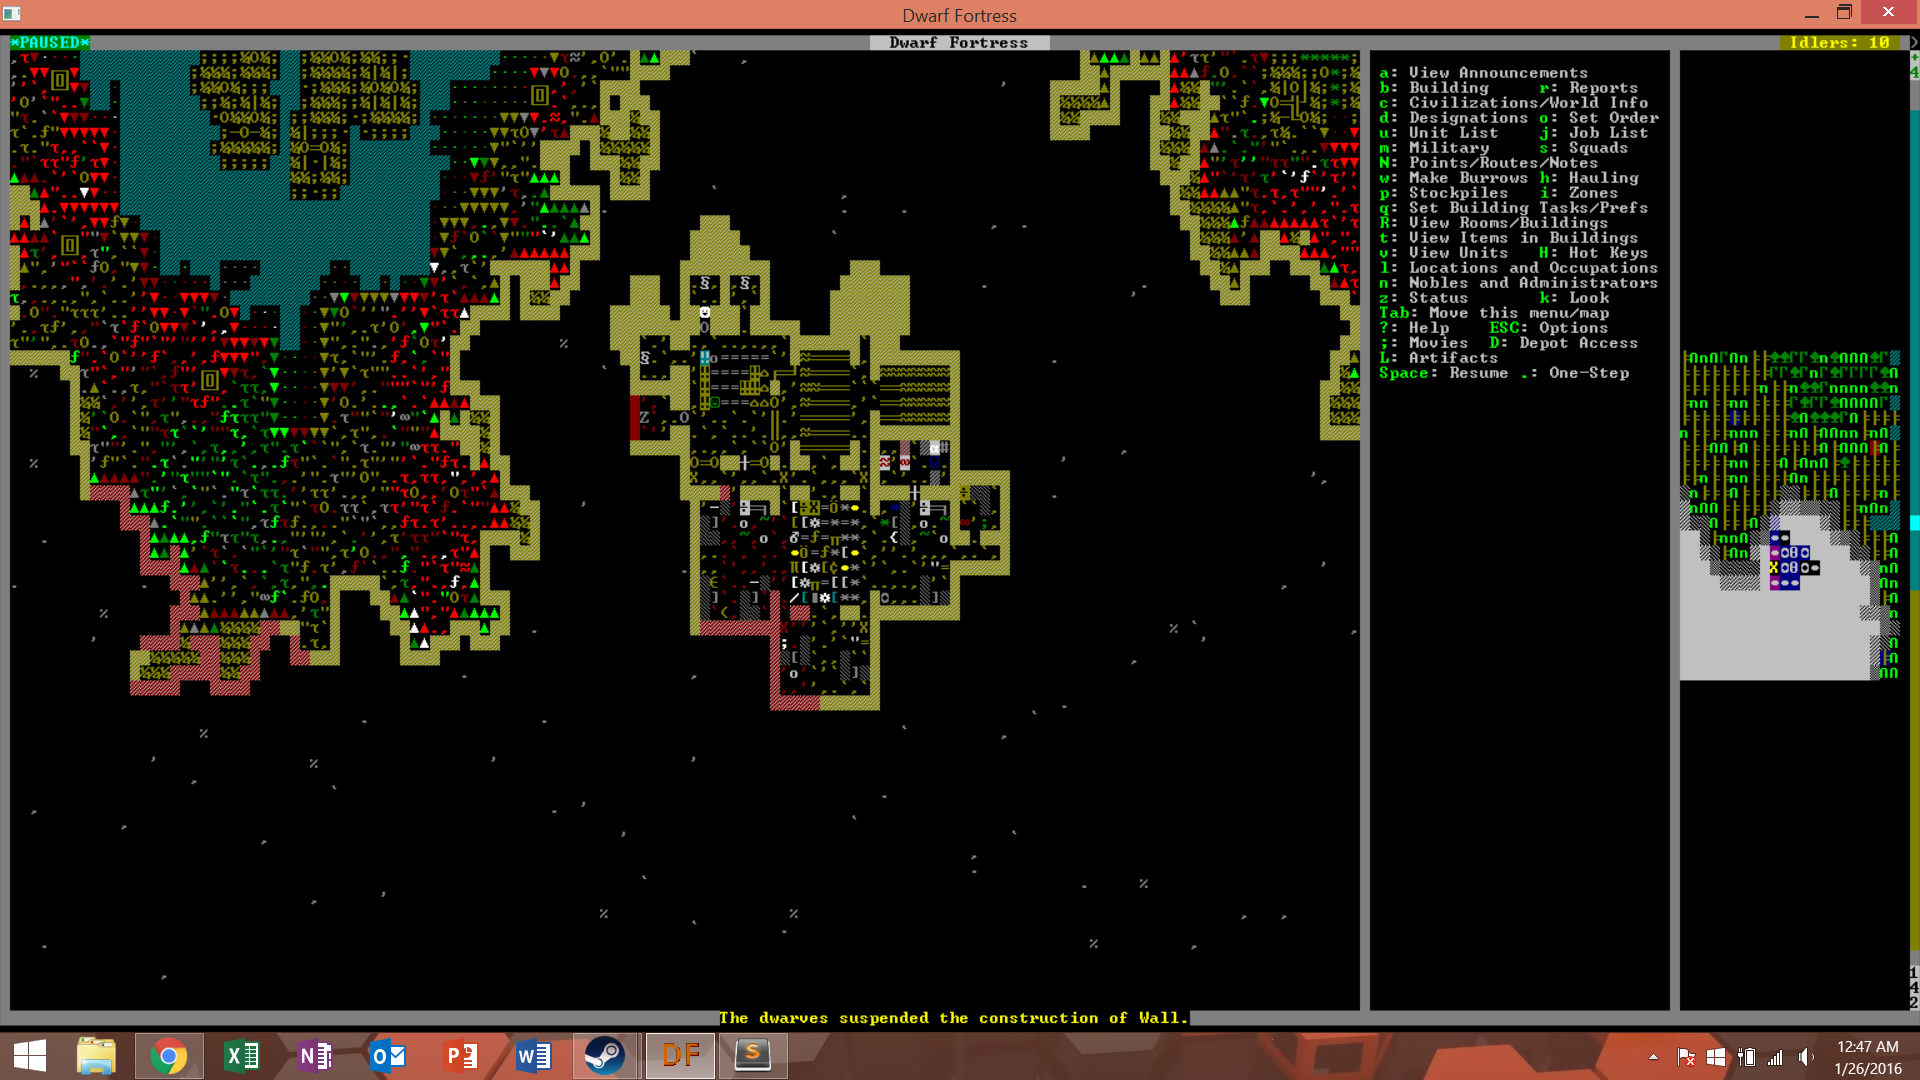 Dwarf Fortress
*PAUSED*
Dwarf Fortress
Idlers: 10
a: View Announcements
b: Building r: Reports
c: Civilizations/World Info
d: Designations o: Set Order
u: Unit List j: Job List
m: Military s: Squads
N: Points/Routes/Notes
w: Make Burrows h: Hauling
p: Stockpiles i: Zones
q: Set Building Tasks/Prefs
R: View Rooms/Buildings
t: View Items in Buildings
v: View Units H: Hot Keys
l: Locations and Occupations
n: Nobles and Administrators
z: Status k: Look
Tab: Move this menu/map
?: Help ESC: Options
;: Movies D: Depot Access
L: Artifacts
Space: Resume .: One-Step
The dwarves suspended the construction of Wall.
DF
12:47 AM
1/26/2016